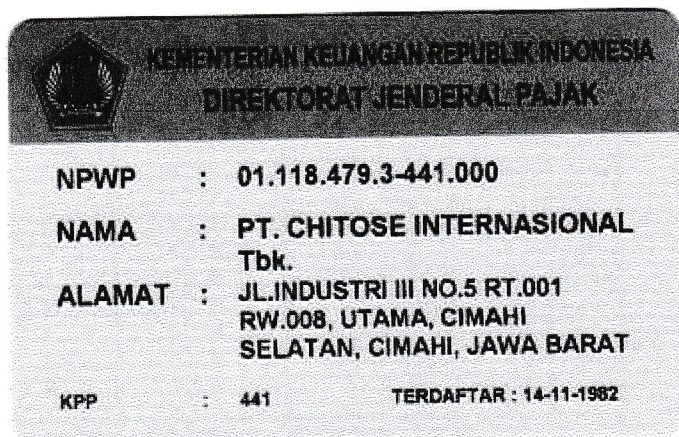 KEMENTERIAN KEUANGAN REPUBLIK INDONESIA
DIREKTORAT JENDERAL PAJAK
NPWP : 01.118.479.3-441.000
NAMA : PT. CHITOSE INTERNASIONAL
Tbk.
ALAMAT : JL.INDUSTRI III NO.5 RT.001
RW.008, UTAMA, CIMAHI
SELATAN, CIMAHI, JAWA BARAT
KPP : 441 TERDAFTAR : 14-11-1982